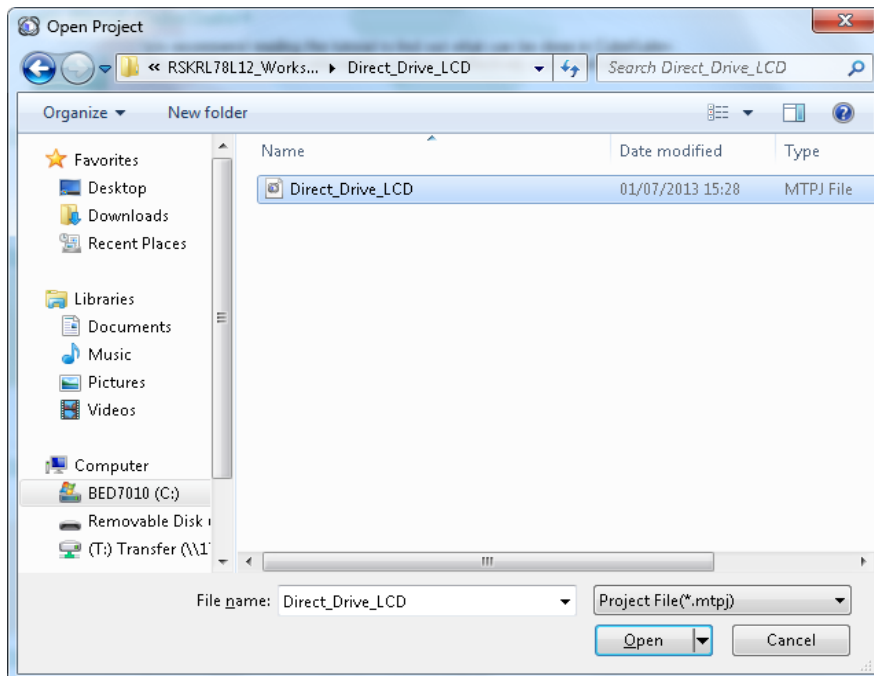 Open Project
« RSKRL78L12_Works... ▸ Direct_Drive_LCD
Search Direct_Drive_LCD
Organize
New folder
Name
Date modified
Type
Favorites
Direct_Drive_LCD
01/07/2013 15:28
MTPJ File
Desktop
Downloads
Recent Places
Libraries
Documents
Music
Pictures
Videos
Computer
BED7010 (C:)
Removable Disk
(T:) Transfer (\\1
File name: Direct_Drive_LCD
Project File(*.mtpj)
Open
Cancel